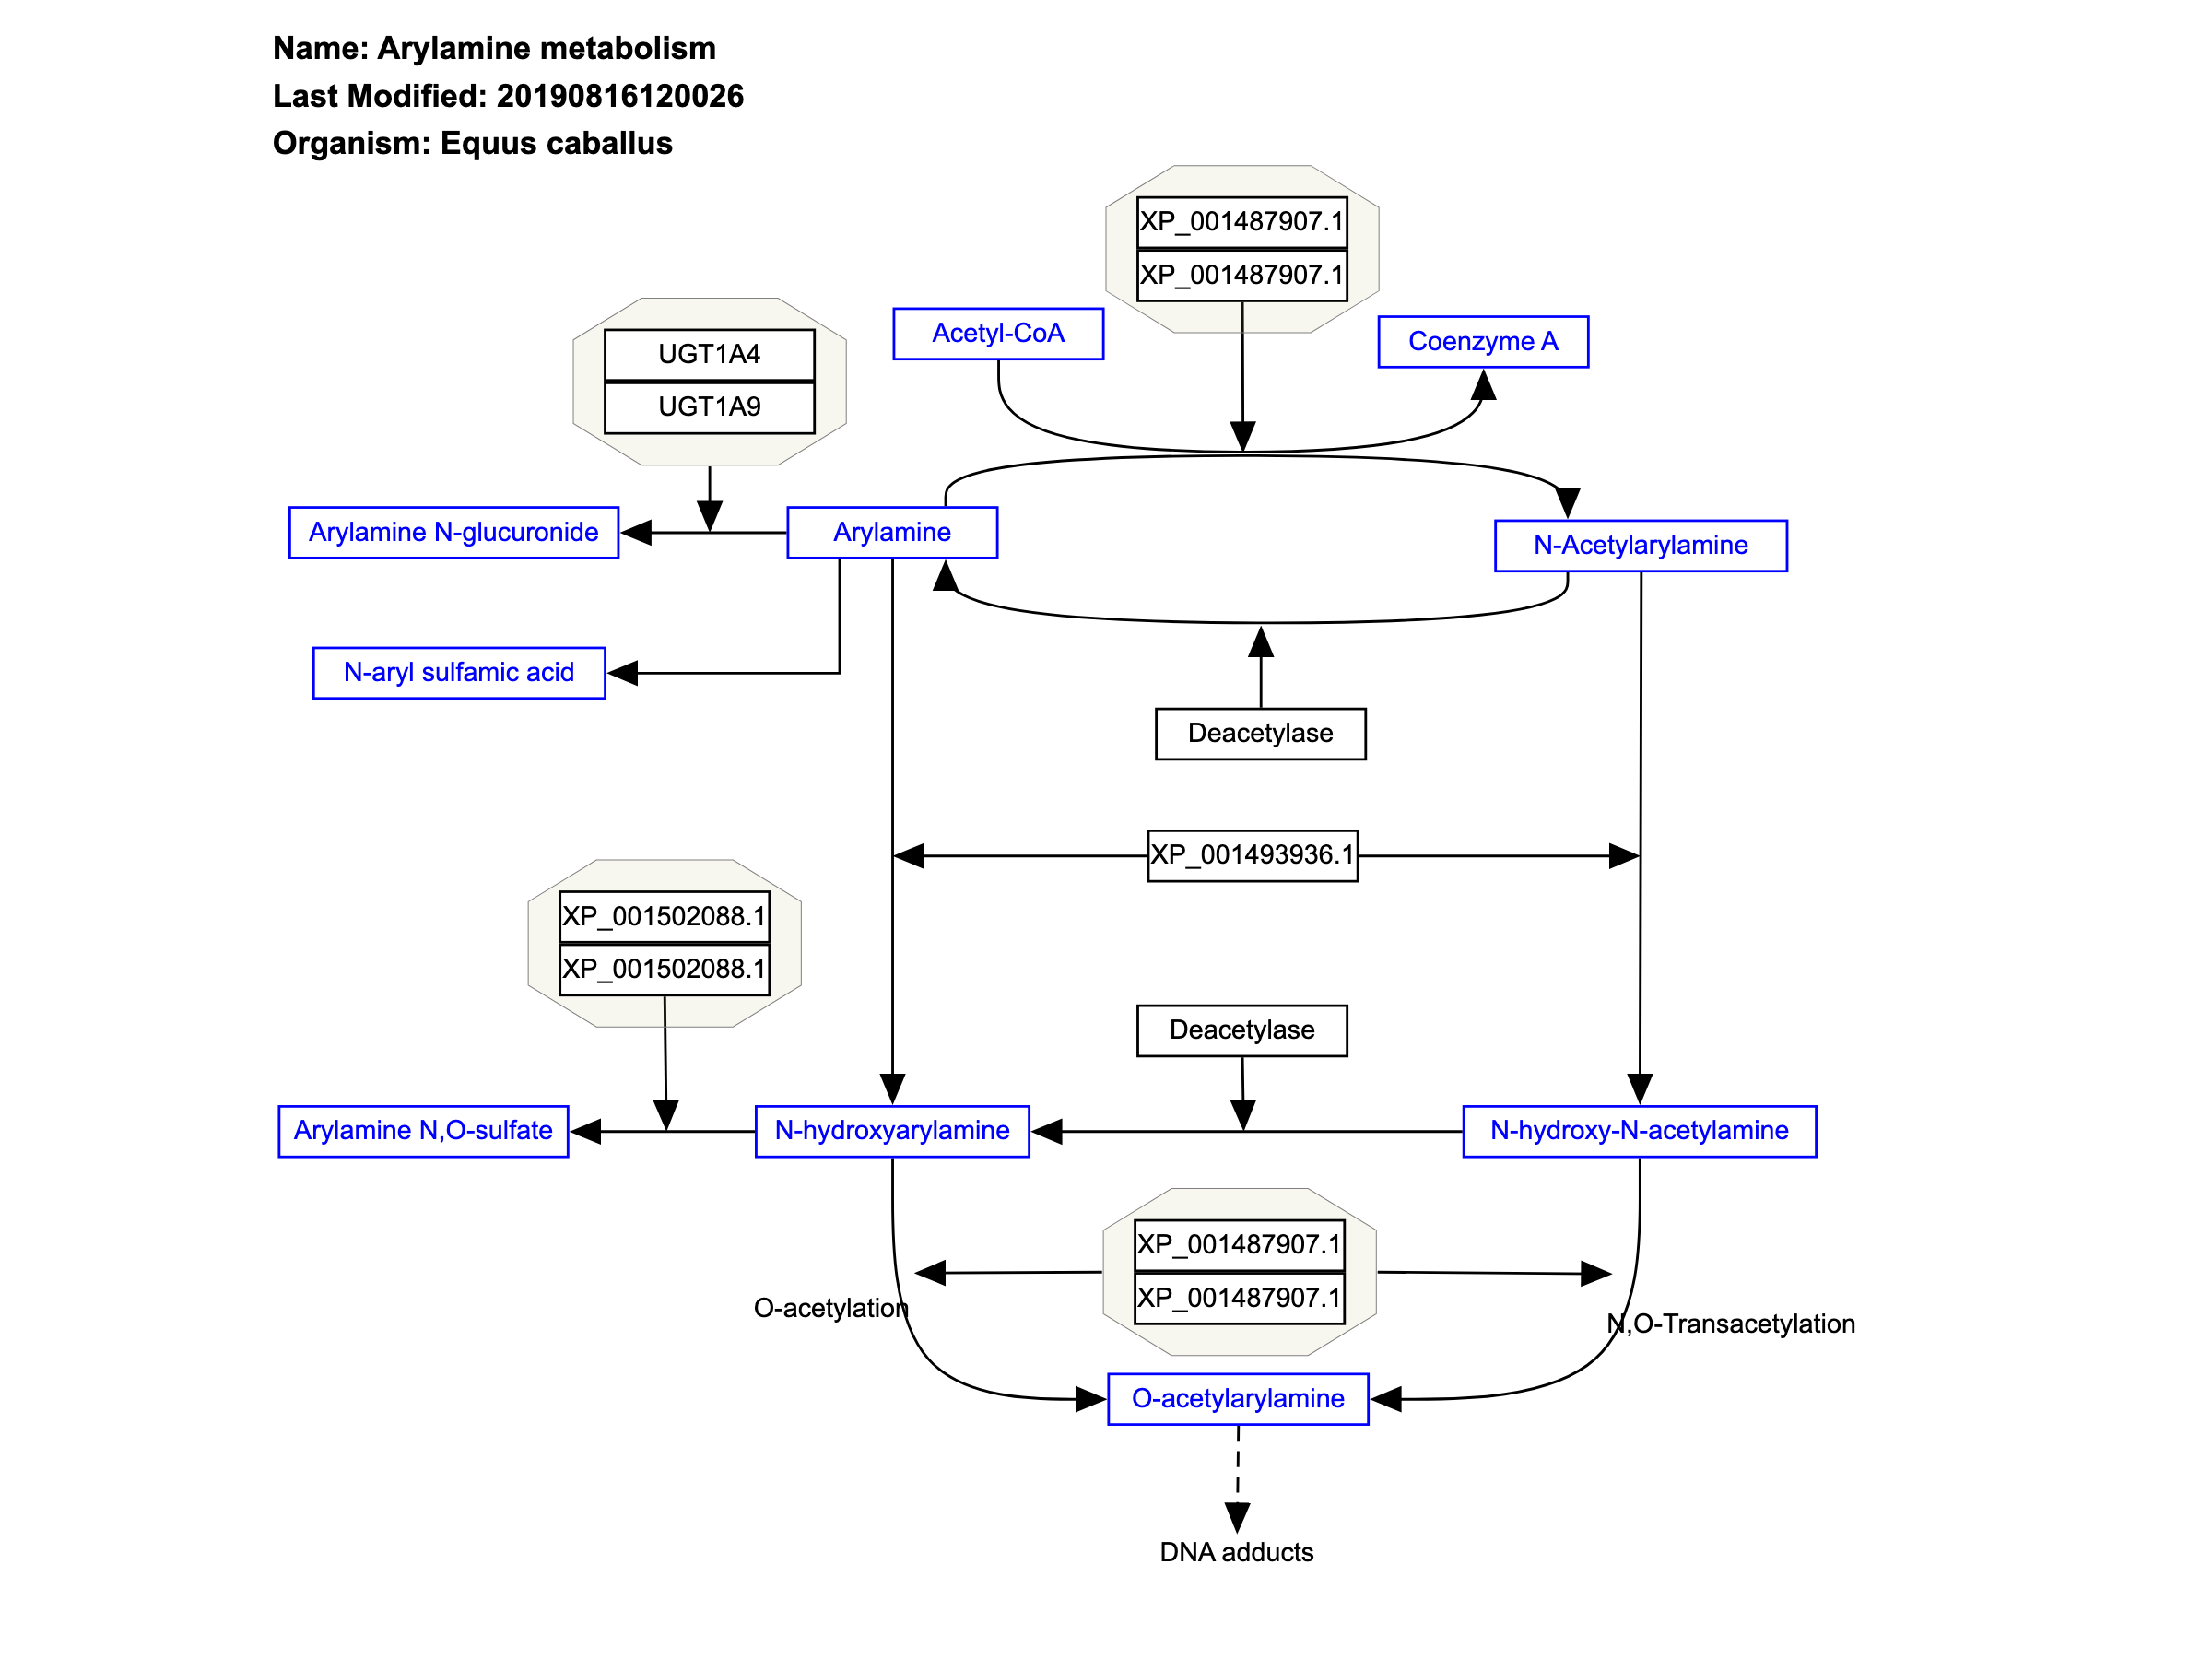 Name: Arylamine metabolism
Last Modified: 20190816120026
Organism: Equus caballus
XP_001487907.1
XP_001487907.1
Acetyl-CoA
Coenzyme A
UGT1A4
UGT1A9
Arylamine N-glucuronide
Arylamine
N-Acetylarylamine
N-aryl sulfamic acid
Deacetylase
XP_001493936.1
XP_001502088.1
XP_001502088.1
Deacetylase
Arylamine N,O-sulfate
N-hydroxyarylamine
N-hydroxy-N-acetylamine
XP_001487907.1
XP_001487907.1
O-acetylation
N,O-Transacetylation
O-acetylarylamine
DNA adducts